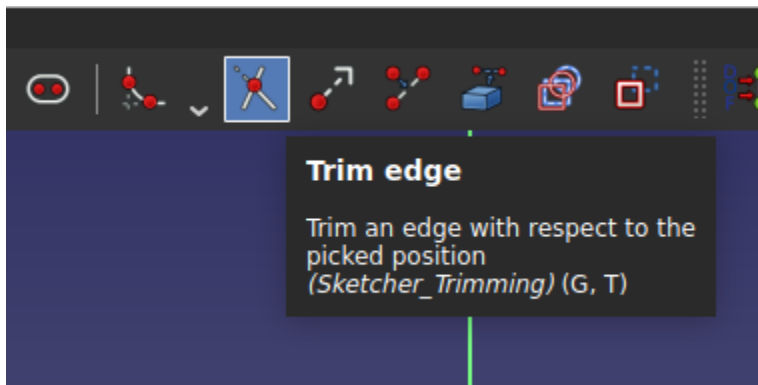 Trim edge
Trim an edge with respect to the
picked position
(Sketcher_Trimming) (G, T)